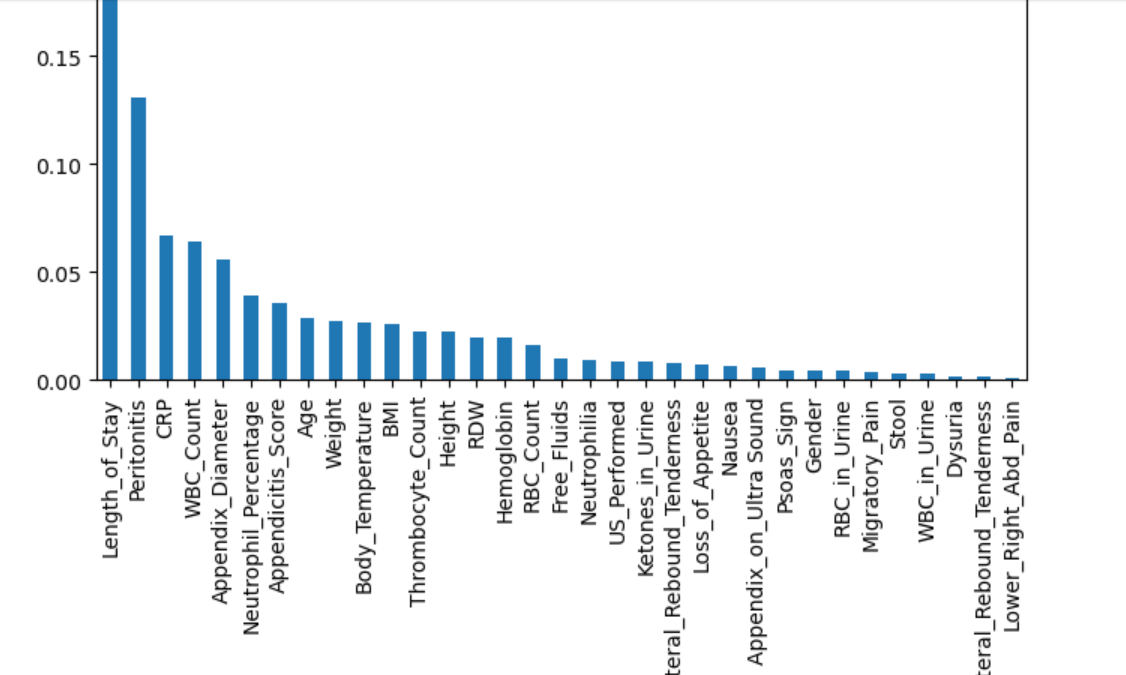 0.15
0.10
0.05
0.00
Length_of_Stay
Peritonitis
CRP
WBC_Count
Appendix_Diameter
Neutrophil_Percentage
Appendicitis_Score
Age
Weight
Body_Temperature
BMI
Thrombocyte_Count
Height
RDW
Hemoglobin
RBC_Count
Free_Fluids
Neutrophilia
US_Performed
Ketones_in_Urine
teral_Rebound_Tenderness
Loss_of_Appetite
Nausea
Appendix_on_Ultra Sound
Psoas_Sign
Gender
RBC_in_Urine
Migratory_Pain
Stool
WBC_in_Urine
Dysuria
teral_Rebound_Tenderness
Lower_Right_Abd_Pain